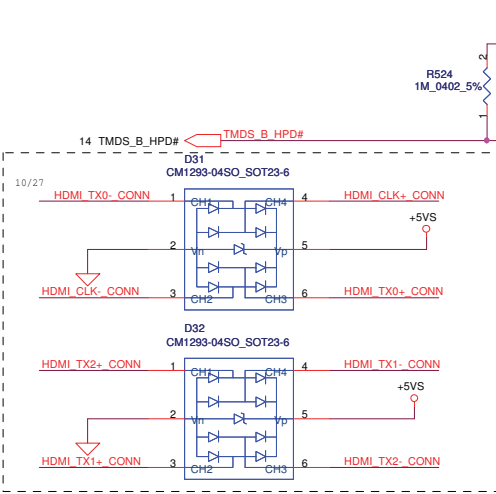 2
R524
1M_0402_5%
1
14 TMDS_B_HPD# TMDS_B_HPD#
D31
CM1293-04SO_SOT23-6
10/27
HDMI_TX0-_CONN 1 CH1 CH4 4 HDMI_CLK+_CONN
+5VS
2 Vn Vp 5
HDMI_CLK-_CONN 3 CH2 CH3 6 HDMI_TX0+_CONN
D32
CM1293-04SO_SOT23-6
HDMI_TX2+_CONN 1 CH1 CH4 4 HDMI_TX1-_CONN
+5VS
2 Vn Vp 5
HDMI_TX1+_CONN 3 CH2 CH3 6 HDMI_TX2-_CONN